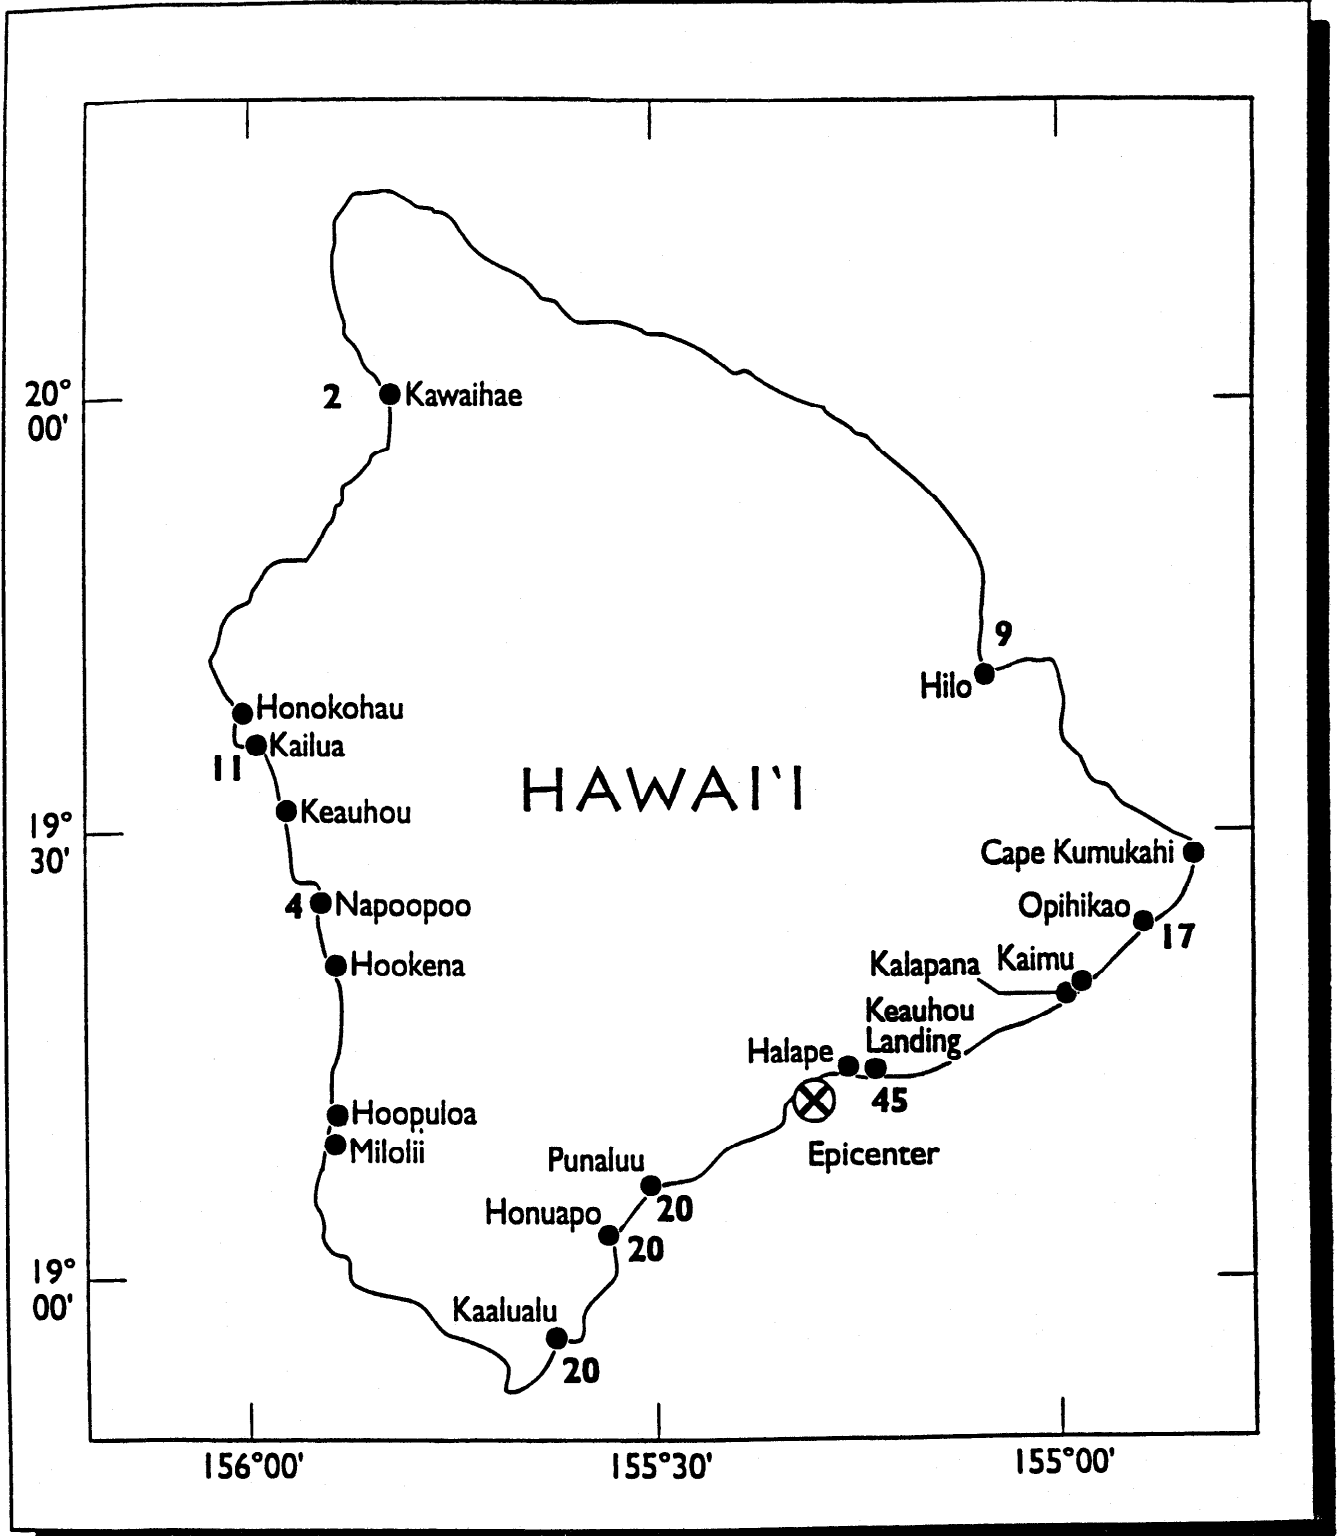 20°
00'
2
Kawaihae
9
Hilo
Honokohau
Kailua
11
HAWAI'I
Keauhou
19°
30'
Cape Kumukahi
4
Napoopoo
Opihikao
17
Hookena
Kalapana
Kaimu
Keauhou
Landing
Halape
45
Hoopuloa
Milolii
Epicenter
Punaluu
20
Honuapo
20
19°
00'
Kaalualu
20
156°00'
155°30'
155°00'